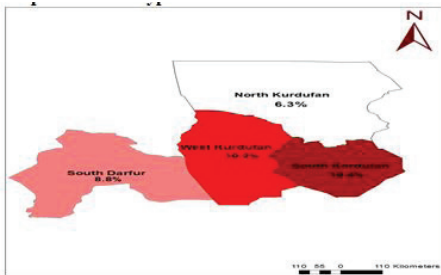 N
North Kurdufan
6.3%
West Kurdufan
South Kurdufan
South Darfur
8.8%
110 55 0 110 Kilometers